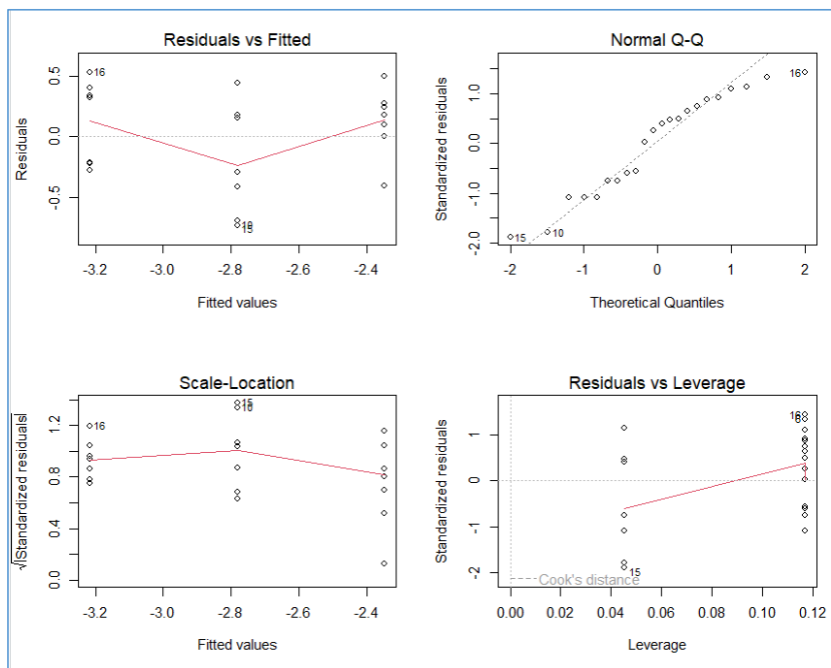 Residuals vs Fitted
Residuals
0.5
0.0
-0.5
16
10
15
-3.2 -3.0 -2.8 -2.6 -2.4
Fitted values
Normal Q-Q
Standardized residuals
1.0
0.0
-1.0
-2.0
16
15
10
-2 -1 0 1 2
Theoretical Quantiles
Scale-Location
√|Standardized residuals|
1.2
0.8
0.4
0.0
16
15
10
-3.2 -3.0 -2.8 -2.6 -2.4
Fitted values
Residuals vs Leverage
Standardized residuals
1
0
-1
-2
16
15
Cook's distance
0.00 0.02 0.04 0.06 0.08 0.10 0.12
Leverage